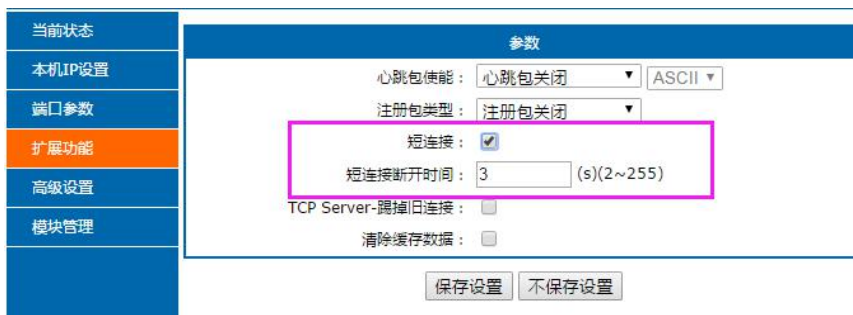 当前状态
本机IP设置
端口参数
扩展功能
高级设置
模块管理
参数
心跳包使能： 心跳包关闭 ASCII
注册包类型： 注册包关闭
短连接：
短连接断开时间： 3 (s)(2~255)
TCP Server-踢掉旧连接：
清除缓存数据：
保存设置 不保存设置